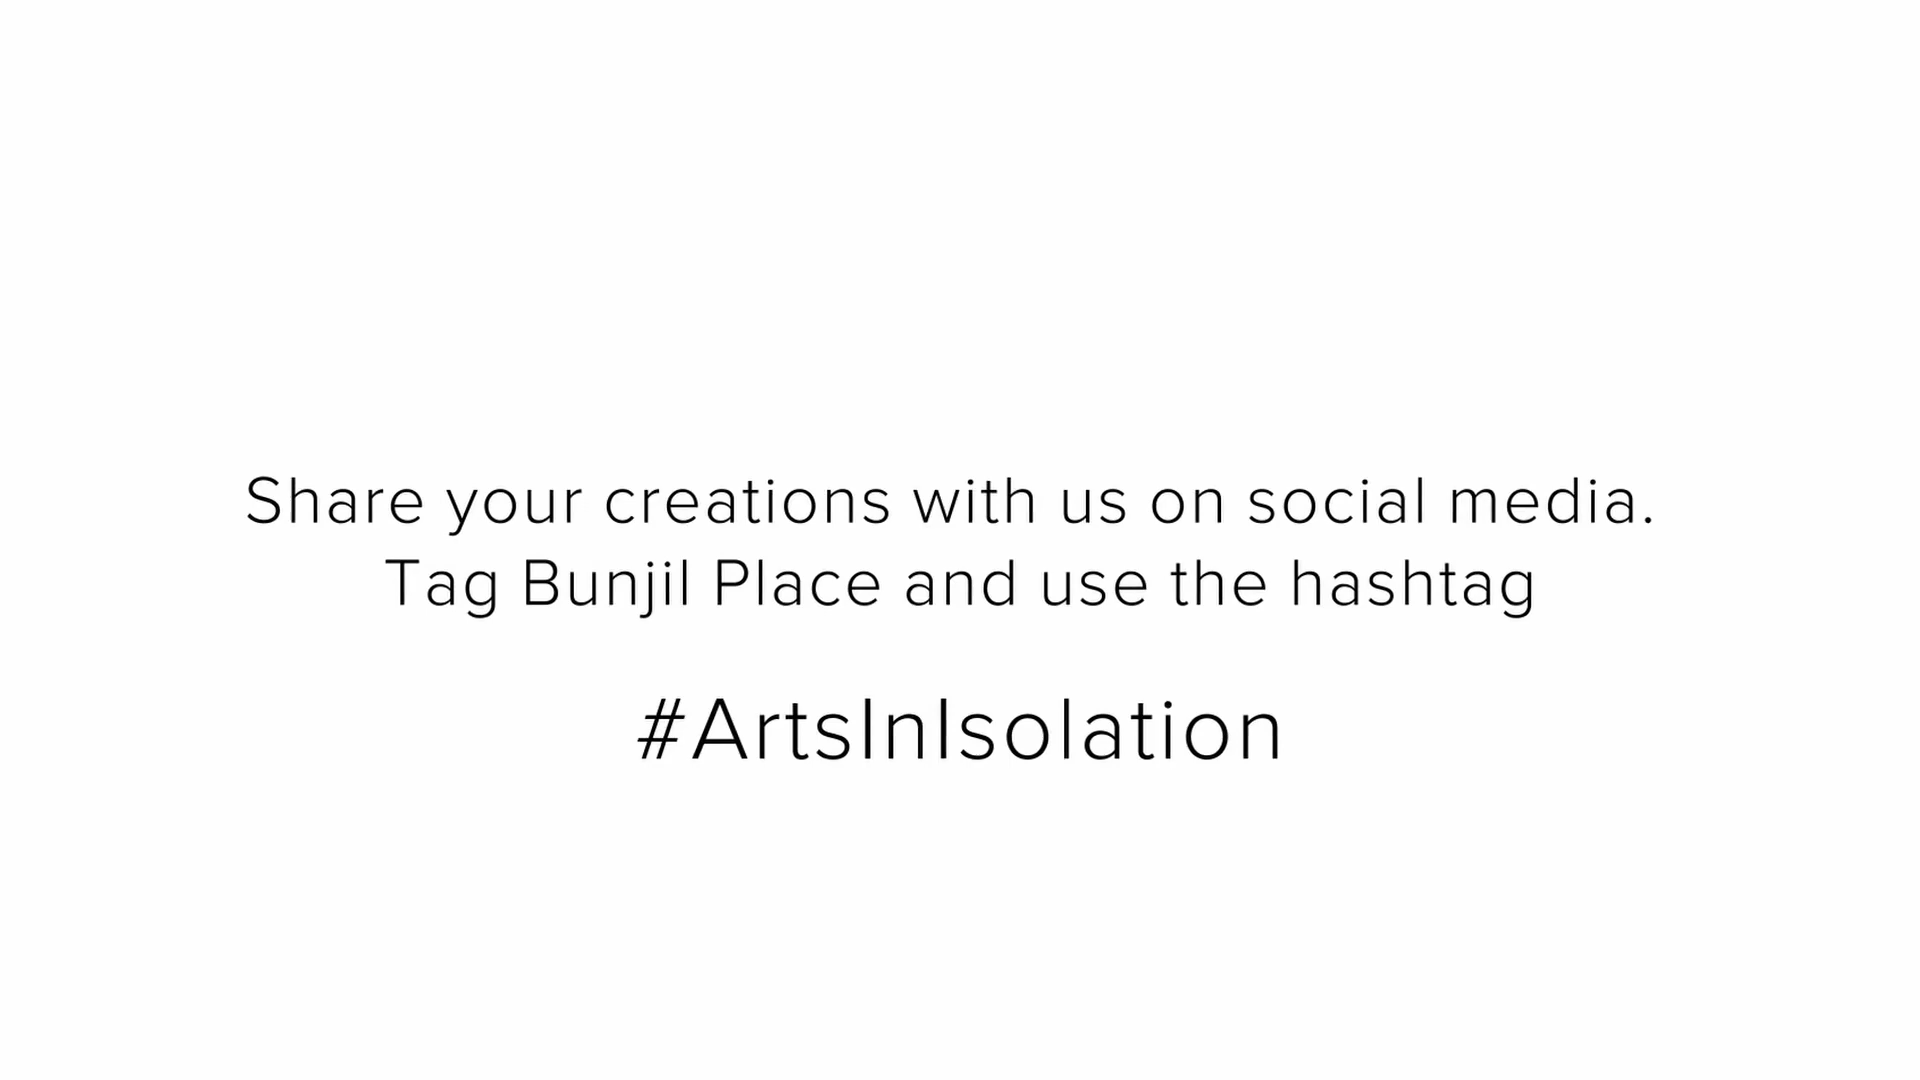 Share your creations with us on social media.
Tag Bunjil Place and use the hashtag
#ArtsInIsolation